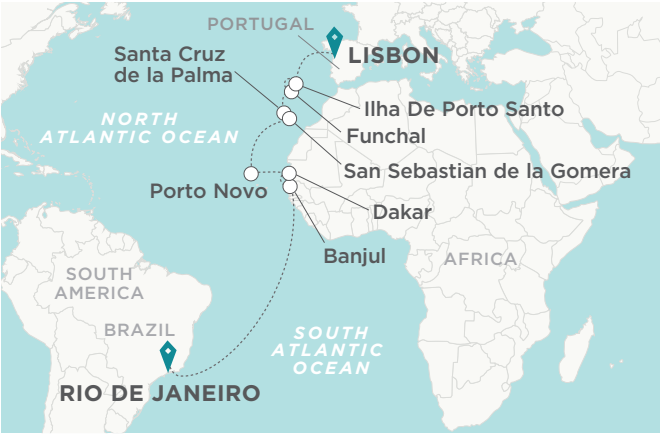 PORTUGAL
LISBON
Santa Cruz
de la Palma
Ilha De Porto Santo
NORTH
ATLANTIC OCEAN
Funchal
San Sebastian de la Gomera
Porto Novo
Dakar
Banjul
AFRICA
SOUTH
AMERICA
BRAZIL
SOUTH
ATLANTIC
OCEAN
RIO DE JANEIRO